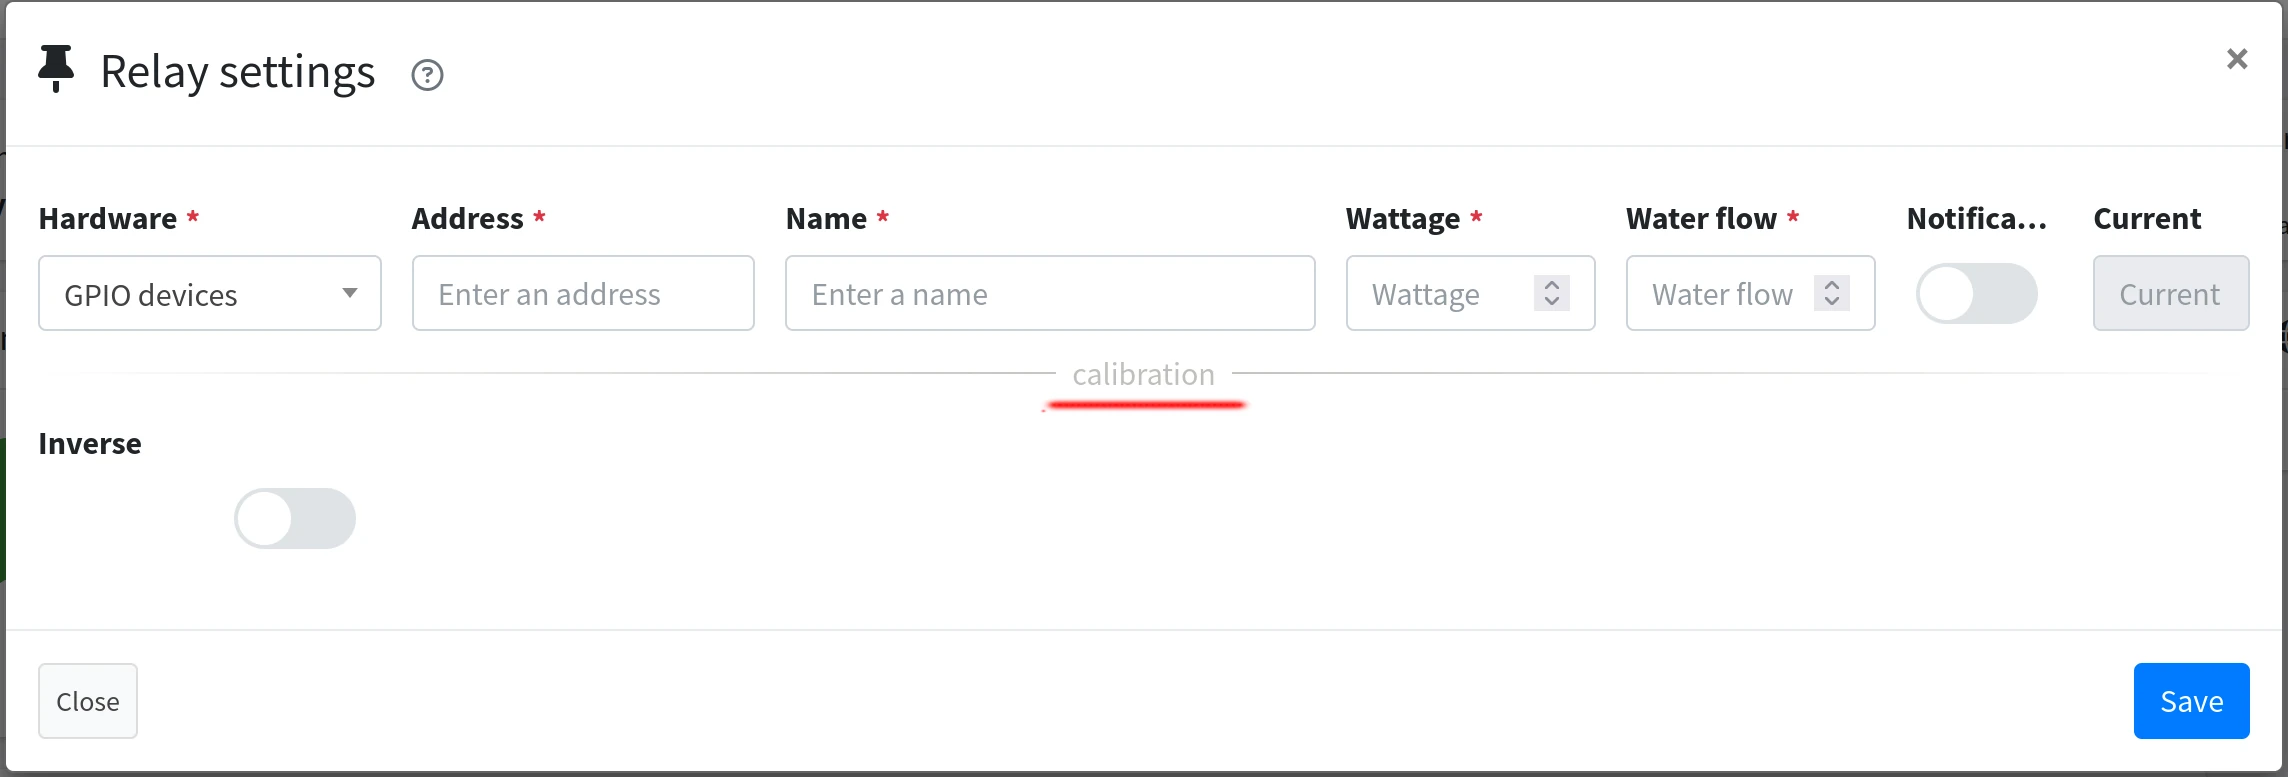 Relay settings ?
×
Hardware * Address * Name * Wattage * Water flow * Notifica... Current
GPIO devices Enter an address Enter a name Wattage Water flow Current
calibration
Inverse
Close Save